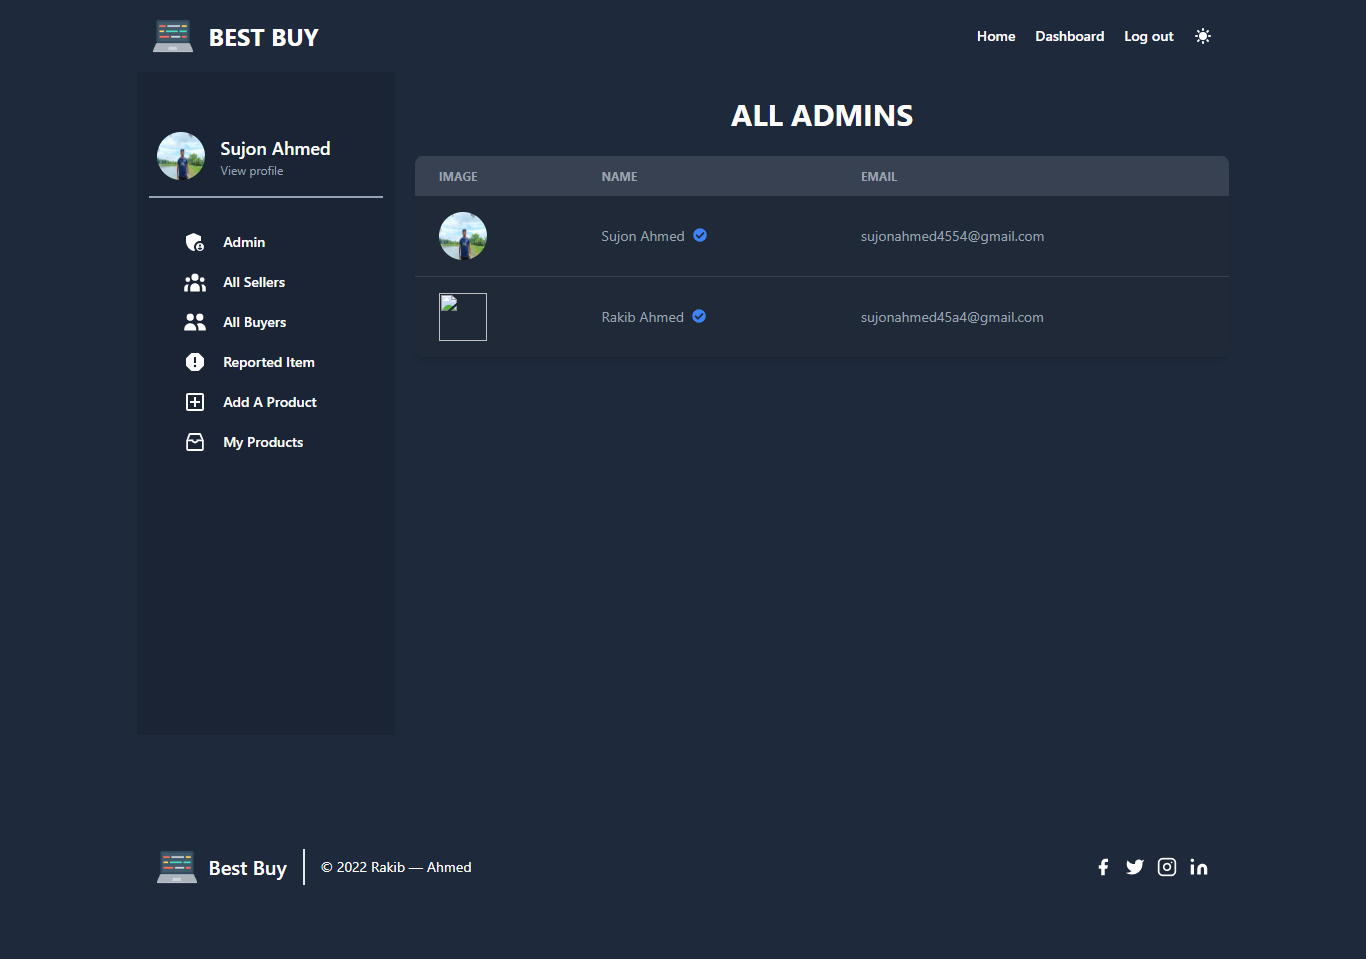 BEST BUY
Home Dashboard Log out
Sujon Ahmed
View profile
Admin
All Sellers
All Buyers
Reported Item
Add A Product
My Products
ALL ADMINS
IMAGE NAME EMAIL
Sujon Ahmed sujonahmed4554@gmail.com
Rakib Ahmed sujonahmed45a4@gmail.com
Best Buy © 2022 Rakib — Ahmed